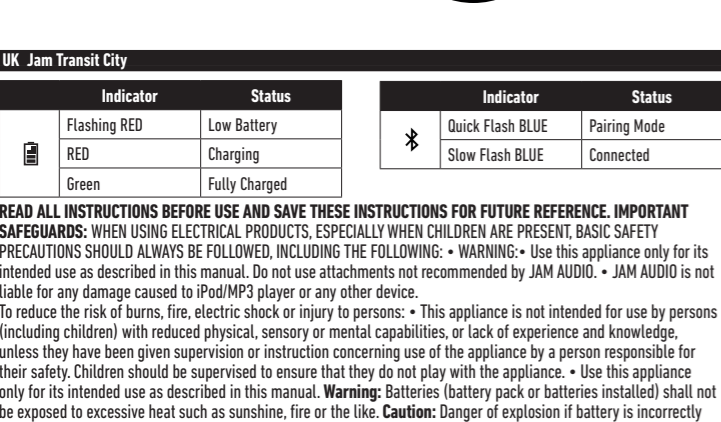 UK Jam Transit City
Indicator Status
Flashing RED Low Battery
RED Charging
Green Fully Charged
Indicator Status
Quick Flash BLUE Pairing Mode
Slow Flash BLUE Connected
READ ALL INSTRUCTIONS BEFORE USE AND SAVE THESE INSTRUCTIONS FOR FUTURE REFERENCE. IMPORTANT
SAFEGUARDS: WHEN USING ELECTRICAL PRODUCTS, ESPECIALLY WHEN CHILDREN ARE PRESENT, BASIC SAFETY
PRECAUTIONS SHOULD ALWAYS BE FOLLOWED, INCLUDING THE FOLLOWING: • WARNING:• Use this appliance only for its
intended use as described in this manual. Do not use attachments not recommended by JAM AUDIO. • JAM AUDIO is not
liable for any damage caused to iPod/MP3 player or any other device.
To reduce the risk of burns, fire, electric shock or injury to persons: • This appliance is not intended for use by persons
(including children) with reduced physical, sensory or mental capabilities, or lack of experience and knowledge,
unless they have been given supervision or instruction concerning use of the appliance by a person responsible for
their safety. Children should be supervised to ensure that they do not play with the appliance. • Use this appliance
only for its intended use as described in this manual. Warning: Batteries (battery pack or batteries installed) shall not
be exposed to excessive heat such as sunshine, fire or the like. Caution: Danger of explosion if battery is incorrectly